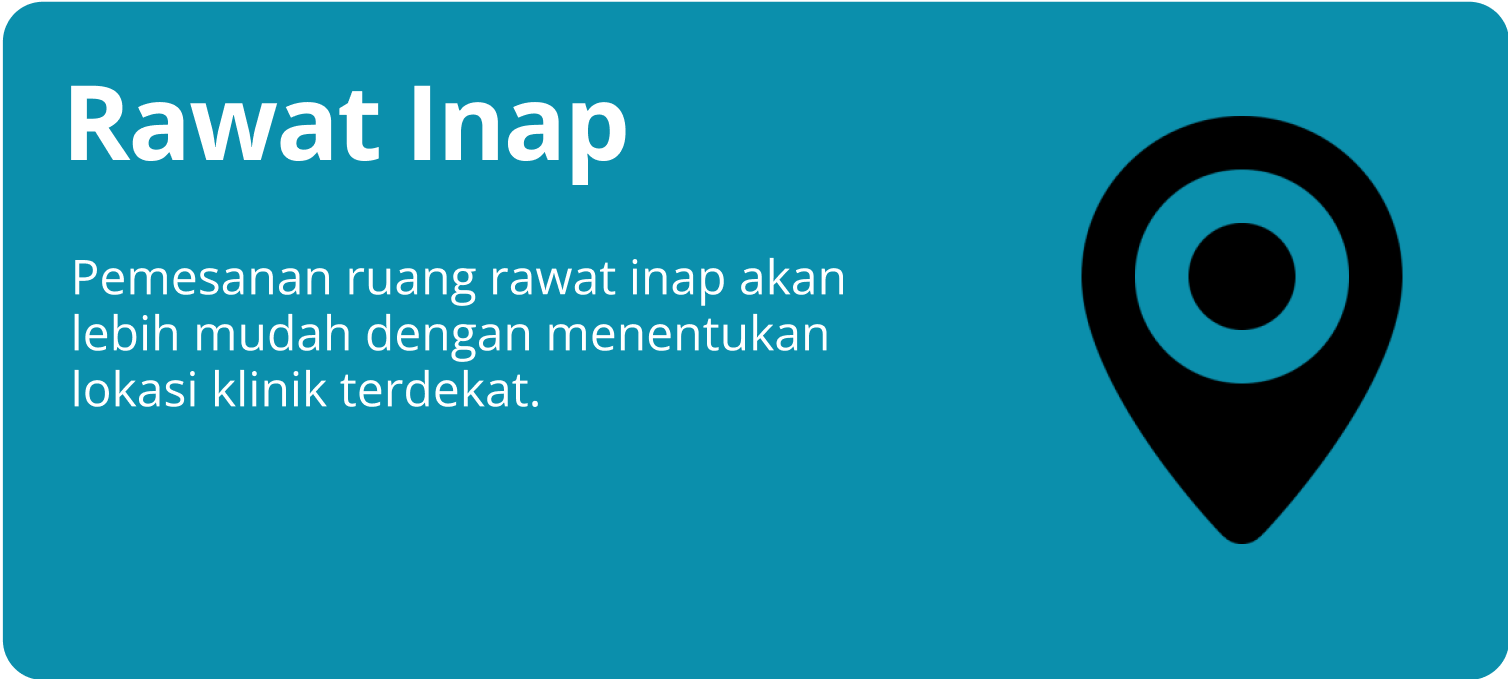 Rawat Inap
Pemesanan ruang rawat inap akan
lebih mudah dengan menentukan
lokasi klinik terdekat.